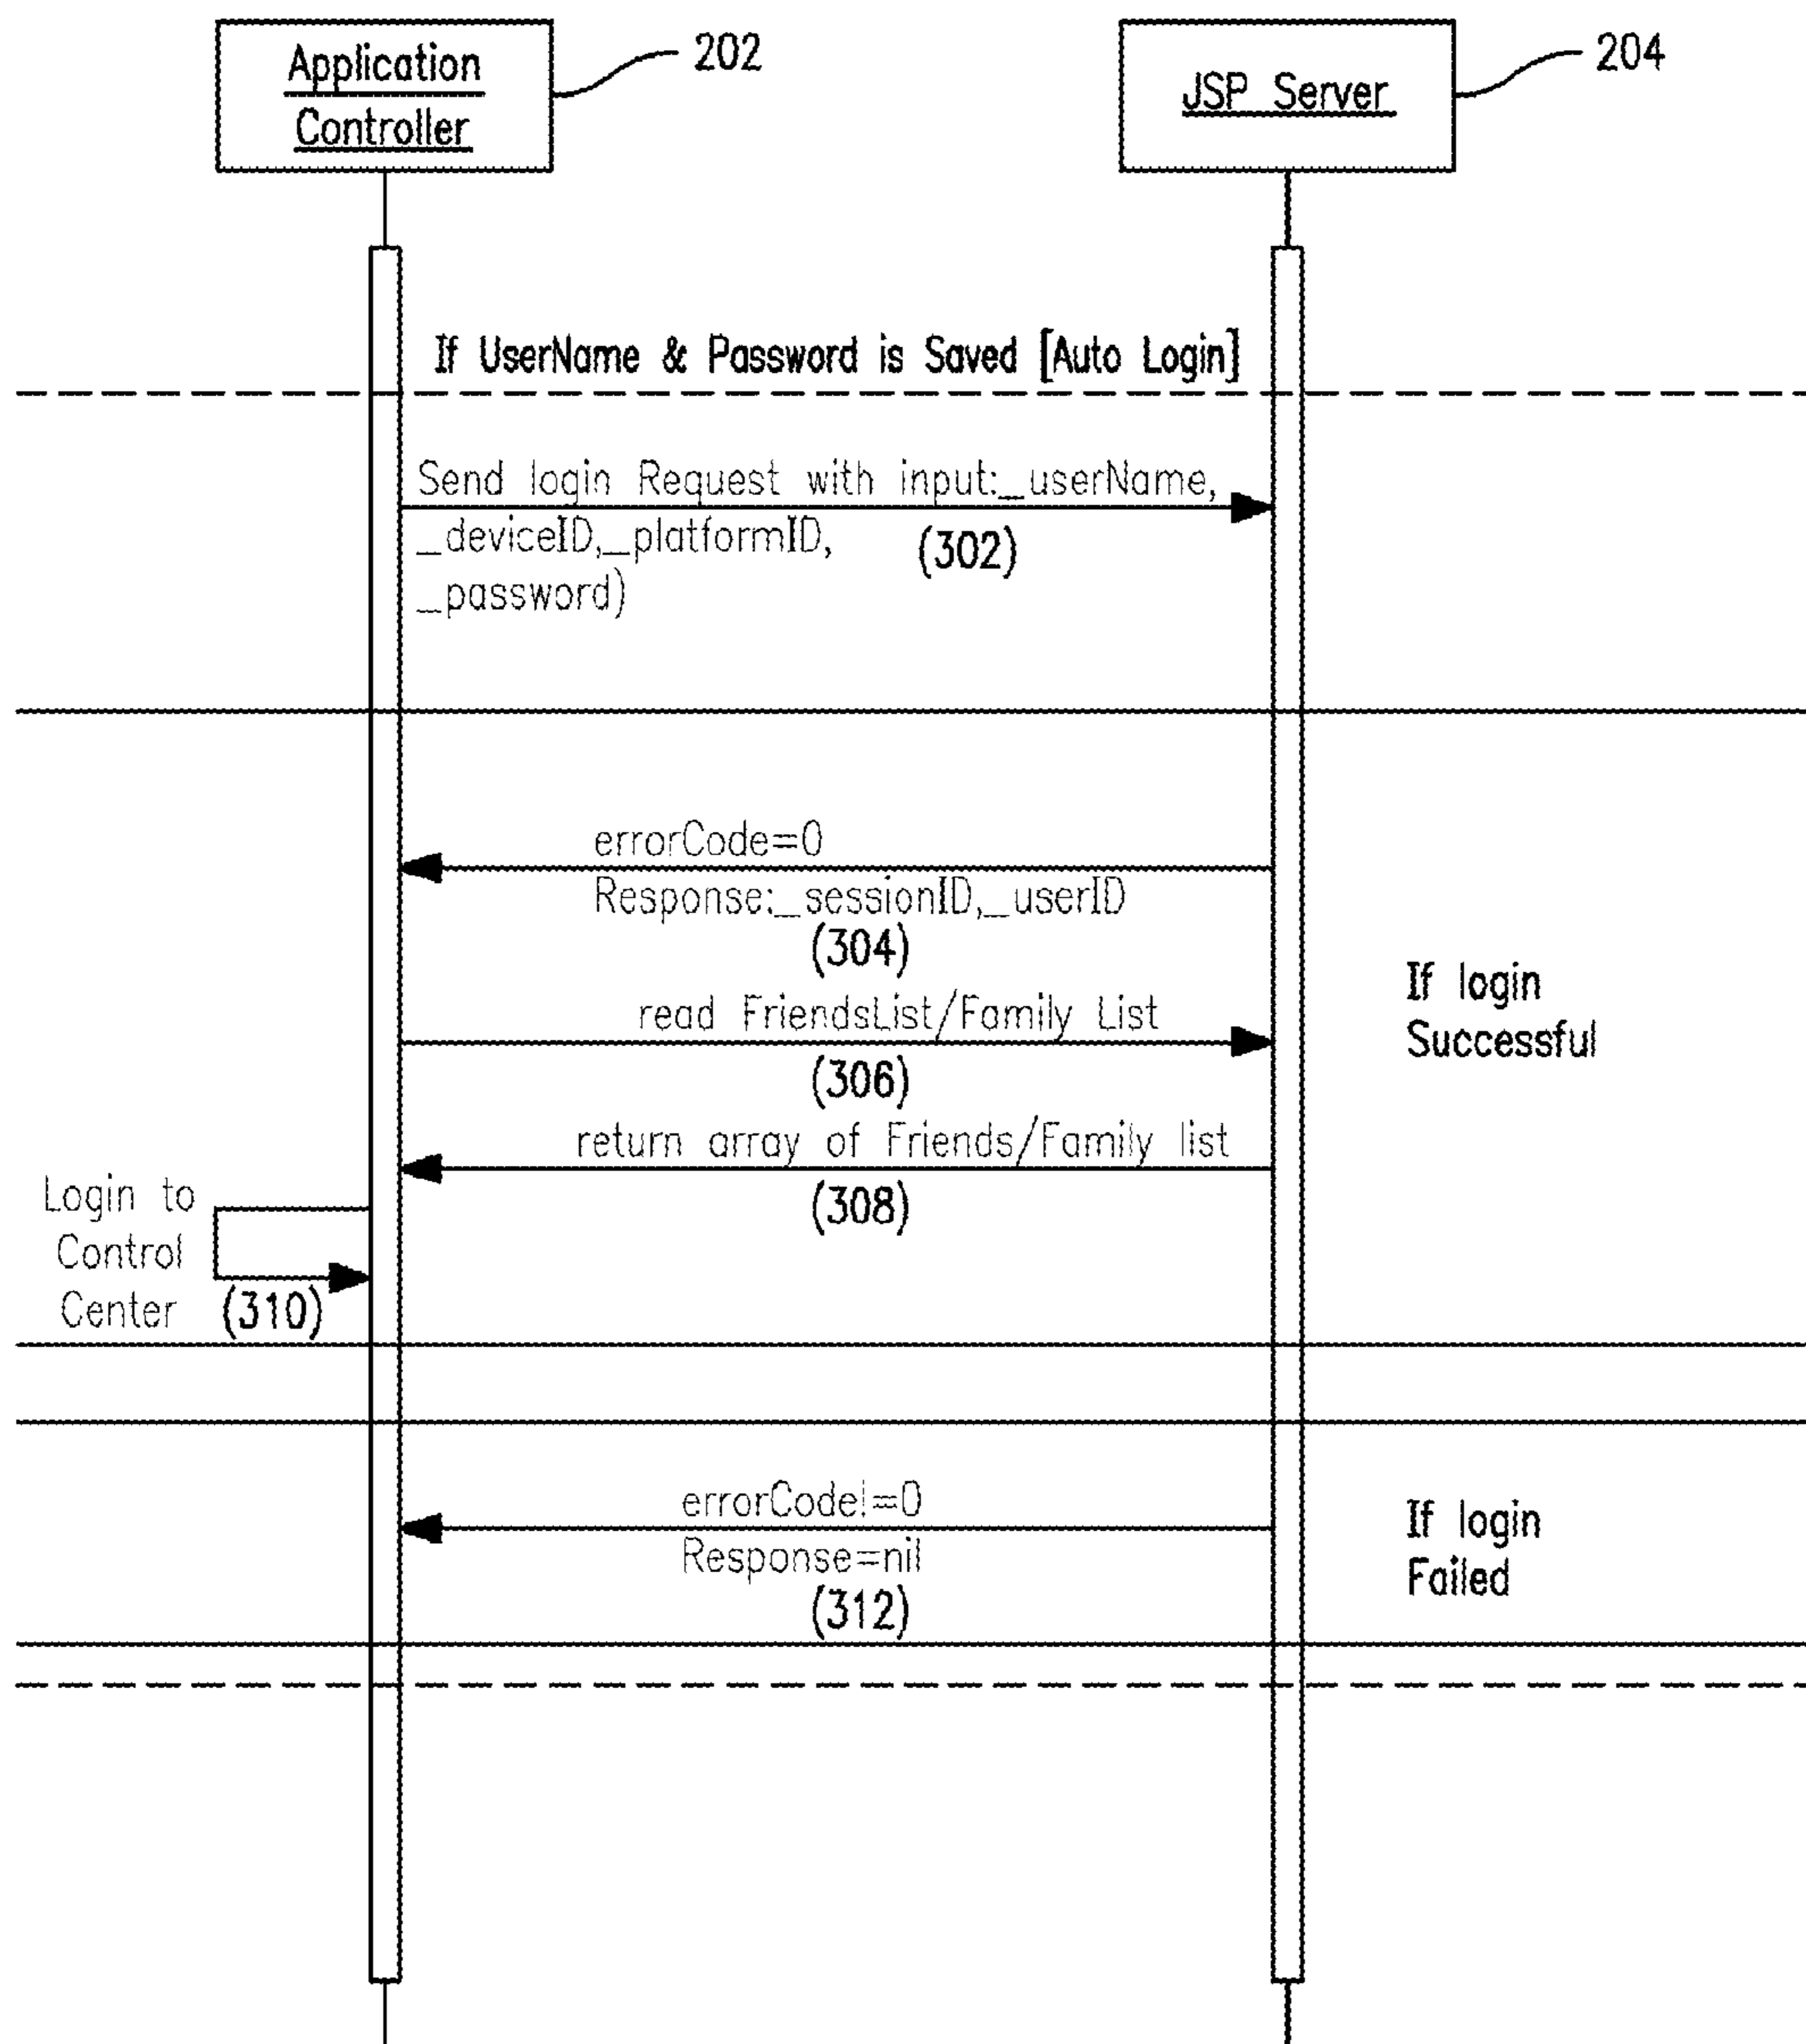 Application
Controller
202
JSP Server
204
If UserName & Password is Saved [Auto Login]
Send login Request with input:_userName,
_deviceID,_platformID,
_password)
(302)
errorCode=0
Response:_sessionID,_userID
(304)
If login
Successful
read FriendsList/Family List
(306)
return array of Friends/Family list
(308)
Login to
Control
Center
(310)
errorCode!=0
Response=nil
(312)
If login
Failed